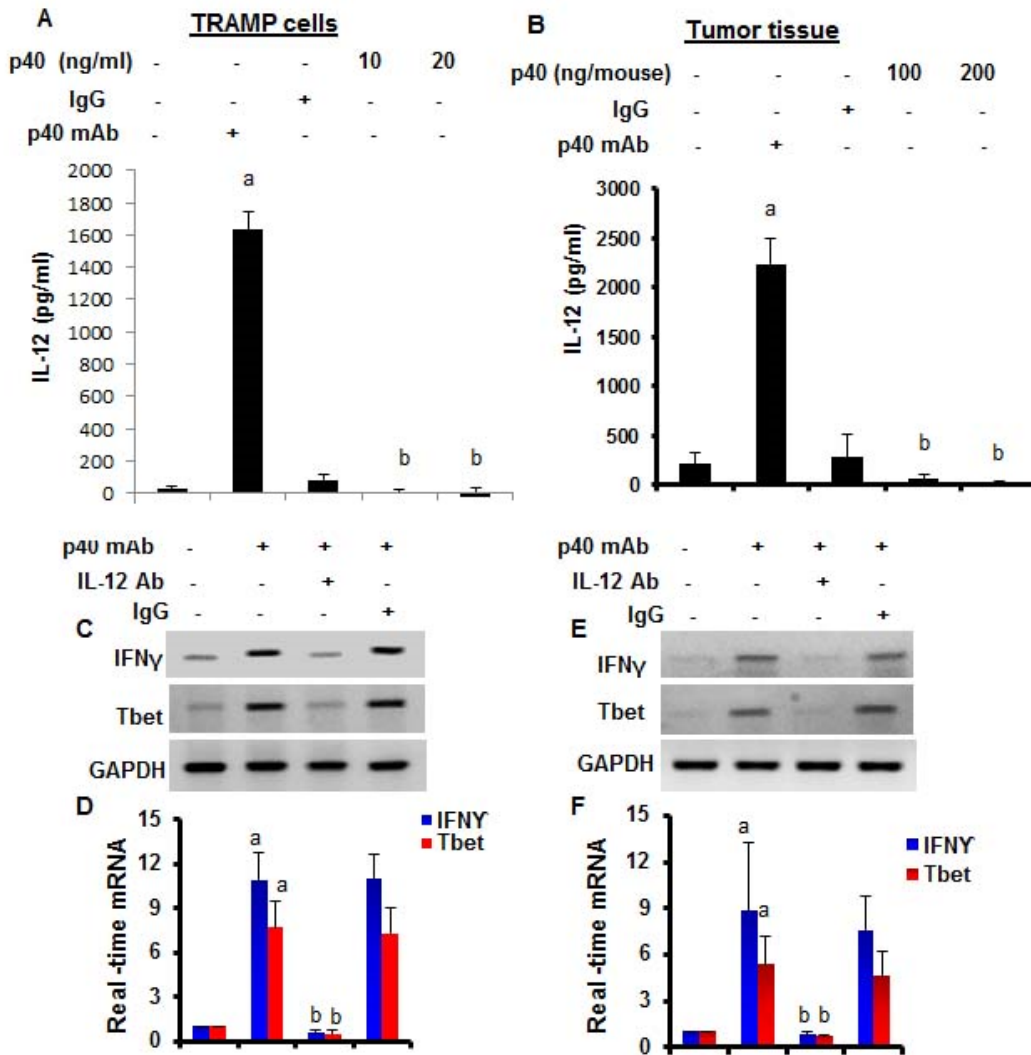 A
TRAMP cells
p40 (ng/ml) - - - 10 20
IgG - - + - -
p40 mAb - + - - -
2000
1800
1600
1400
1200
1000
800
600
400
200
0
IL-12 (pg/ml)
a
b
b
B
Tumor tissue
p40 (ng/mouse) - - - 100 200
IgG - - + - -
p40 mAb - + - - -
3000
2500
2000
1500
1000
500
0
IL-12 (pg/ml)
a
b
b
p40 mAb - + + +
IL-12 Ab - - + -
IgG - - - +
C
IFNγ
Tbet
GAPDH
D
15
12
9
6
3
0
Real -time mRNA
IFNϒ
Tbet
a
a
b b
p40 mAb - + + +
IL-12 Ab - - + -
IgG - - - +
E
IFNγ
Tbet
GAPDH
F
15
12
9
6
3
0
Real -time mRNA
IFNϒ
Tbet
a
a
b b